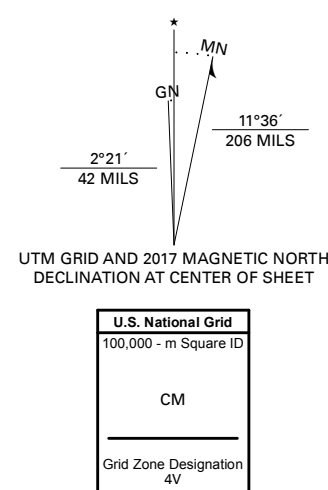 ★
MN
GN
11°36´
206 MILS
2°21´
42 MILS
UTM GRID AND 2017 MAGNETIC NORTH
DECLINATION AT CENTER OF SHEET
U.S. National Grid
100,000 - m Square ID
CM
Grid Zone Designation
4V